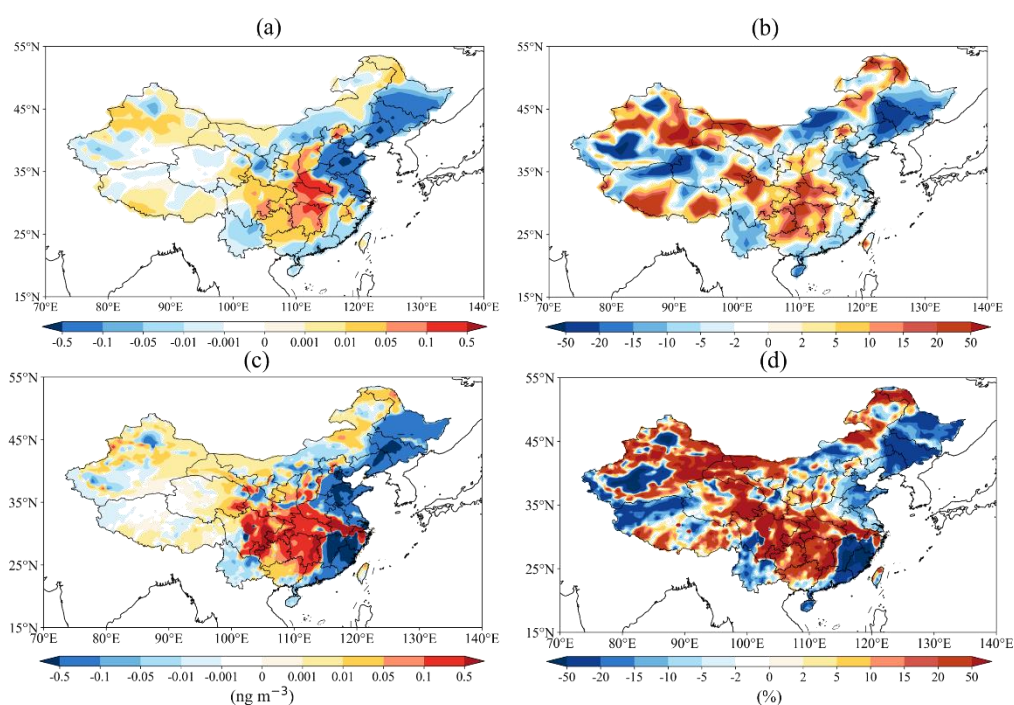 (a) (b)
55°N 55°N
45°N 45°N
35°N 35°N
25°N 25°N
15°N 15°N
70°E 80°E 90°E 100°E 110°E 120°E 130°E 140°E 70°E 80°E 90°E 100°E 110°E 120°E 130°E 140°E
-0.5 -0.1 -0.05 -0.01 -0.001 0 0.001 0.01 0.05 0.1 0.5 -50 -20 -15 -5 -2 0 2 5 10 15 20 50
(c) (d)
55°N 55°N
45°N 45°N
35°N 35°N
25°N 25°N
15°N 15°N
70°E 80°E 90°E 100°E 110°E 120°E 130°E 140°E 70°E 80°E 90°E 100°E 110°E 120°E 130°E 140°E
-0.5 -0.1 -0.05 -0.01 -0.001 0 0.001 0.01 0.05 0.1 0.5 -50 -20 -15 -5 -2 0 2 5 10 15 20 50
(ng m⁻³) (%)